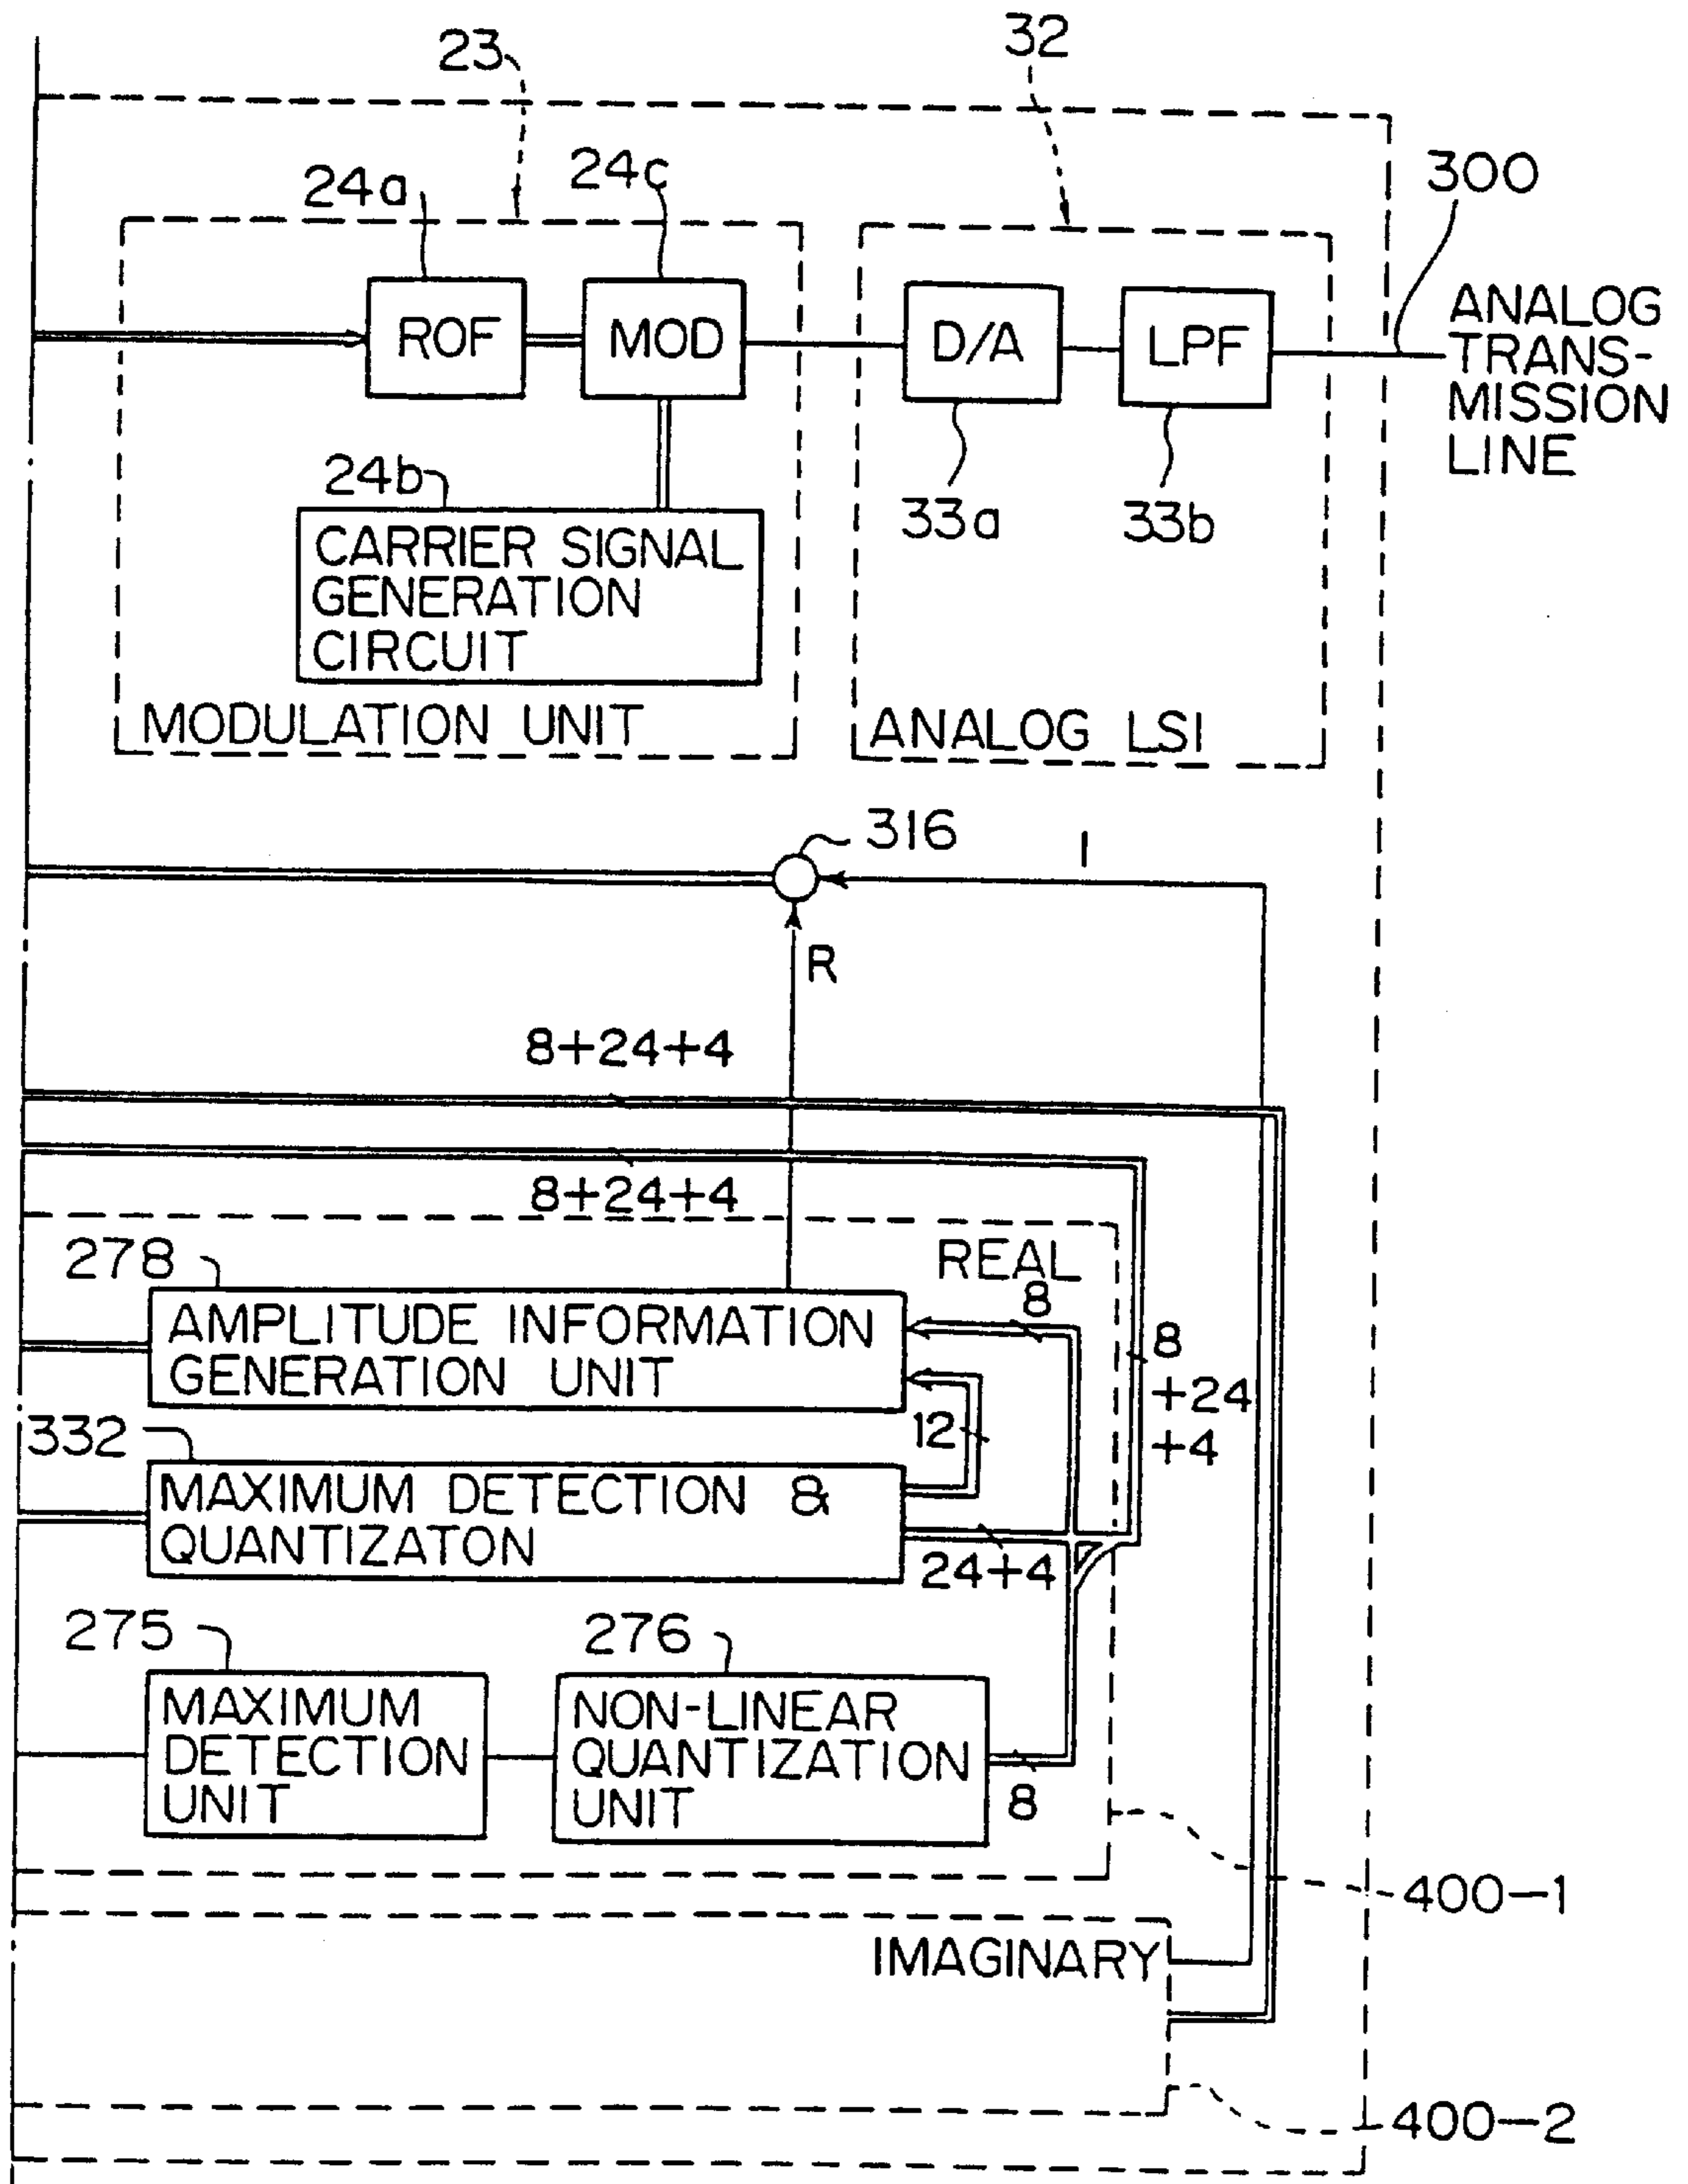 23
32
24a
24c
300
ROF
MOD
D/A
LPF
ANALOG
TRANS-
MISSION
LINE
24b
33a
33b
CARRIER SIGNAL
GENERATION
CIRCUIT
MODULATION UNIT
ANALOG LSI
316
I
R
8+24+4
8+24+4
278
REAL
8
AMPLITUDE INFORMATION
GENERATION UNIT
8
+24
+4
12
332
MAXIMUM DETECTION &
QUANTIZATON
24+4
275
276
MAXIMUM
DETECTION
UNIT
NON-LINEAR
QUANTIZATION
UNIT
8
400-1
IMAGINARY
400-2